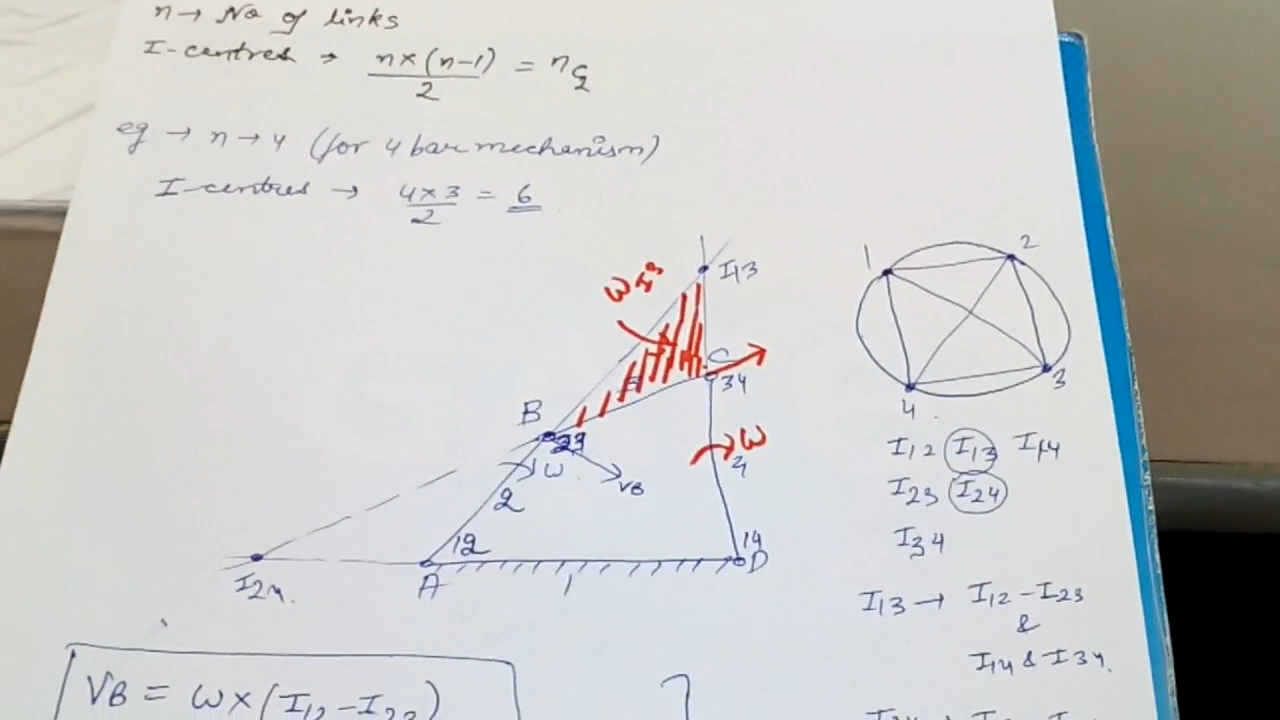 n → No of links
I-centres → n×(n-1)/2 = nC2
eg → n → 4 (for 4 bar mechanism)
I-centres → 4×3/2 = 6
I13
ω
C
34
B
23
ω
VB
2
ω
4
12
14
I24.
A
1
D
1
2
3
4
I12 I13 I14
I23 I24
I34
I13 → I12-I23
&
I14 & I34.
VB = ω×(I12-I23)